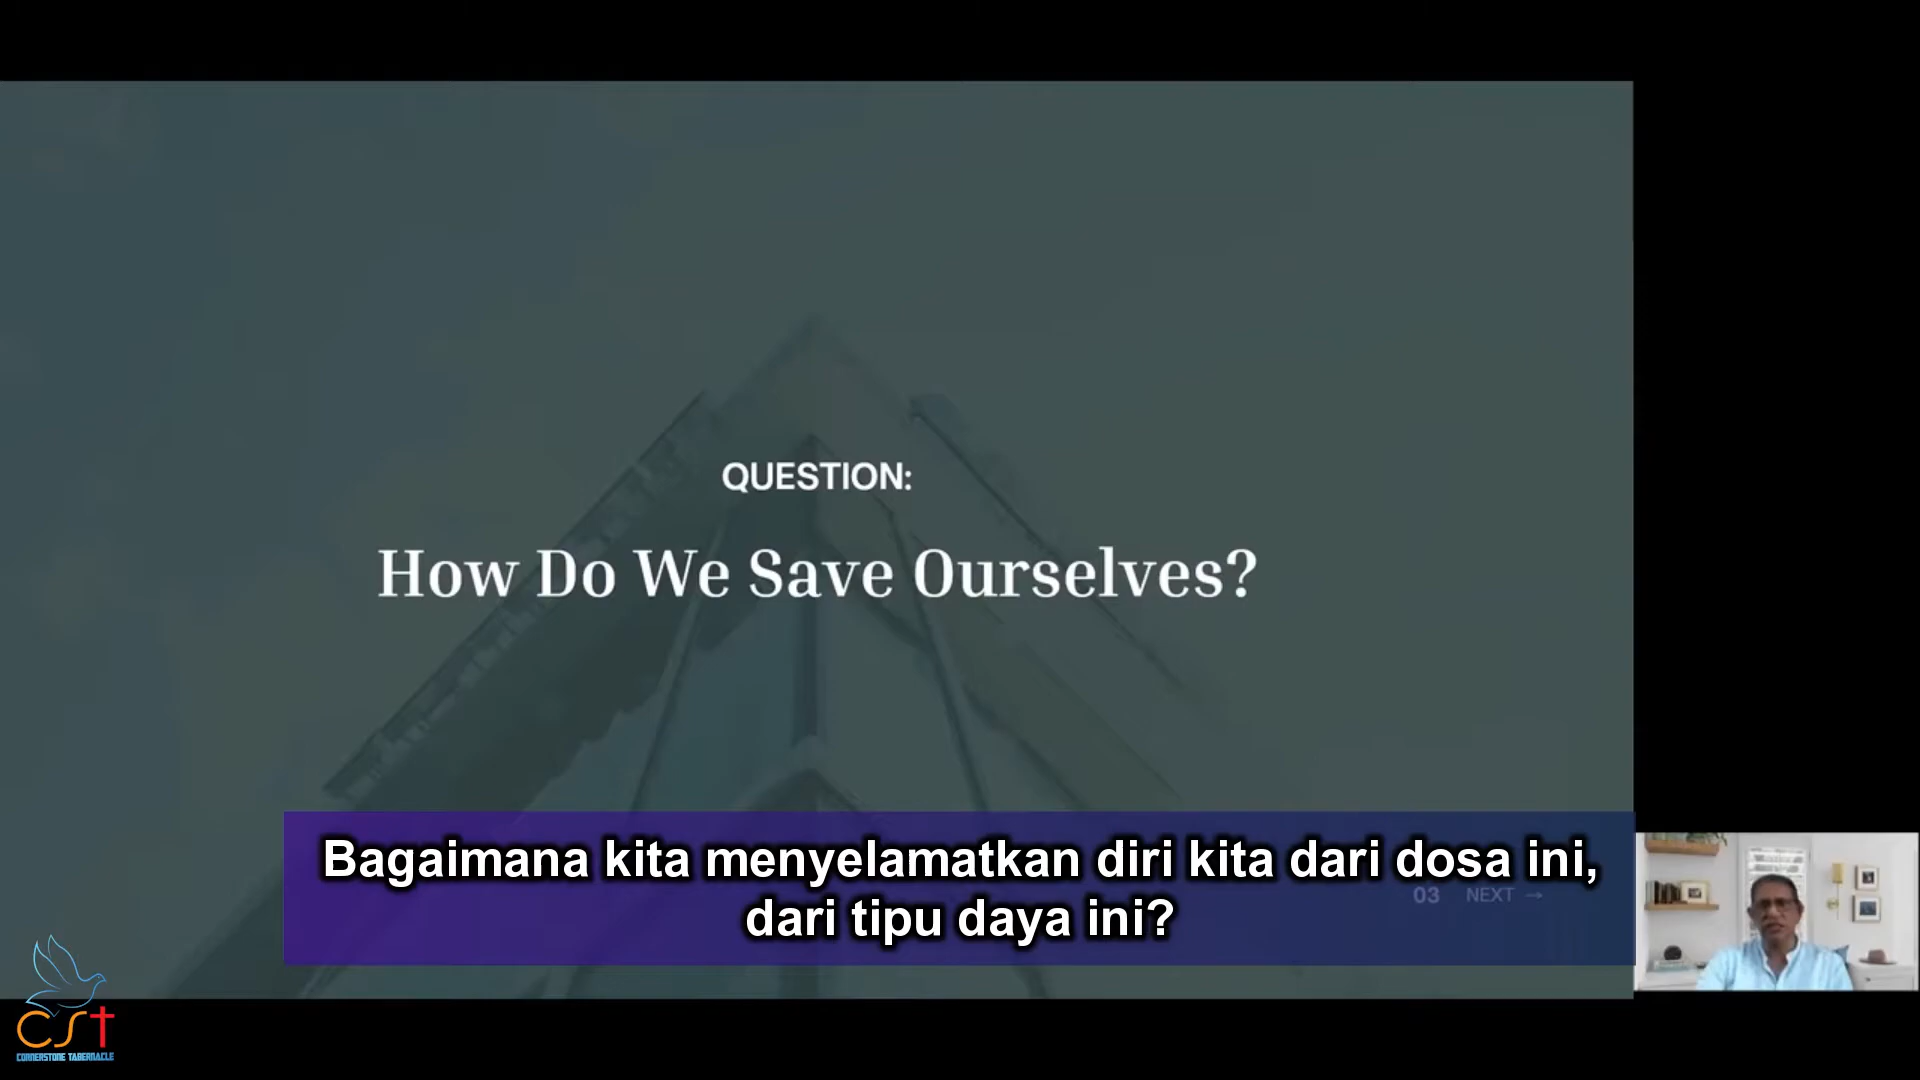 QUESTION:
How Do We Save Ourselves?
Bagaimana kita menyelamatkan diri kita dari dosa ini,
dari tipu daya ini?
03 NEXT →
CST
CORNERSTONE TABERNACLE